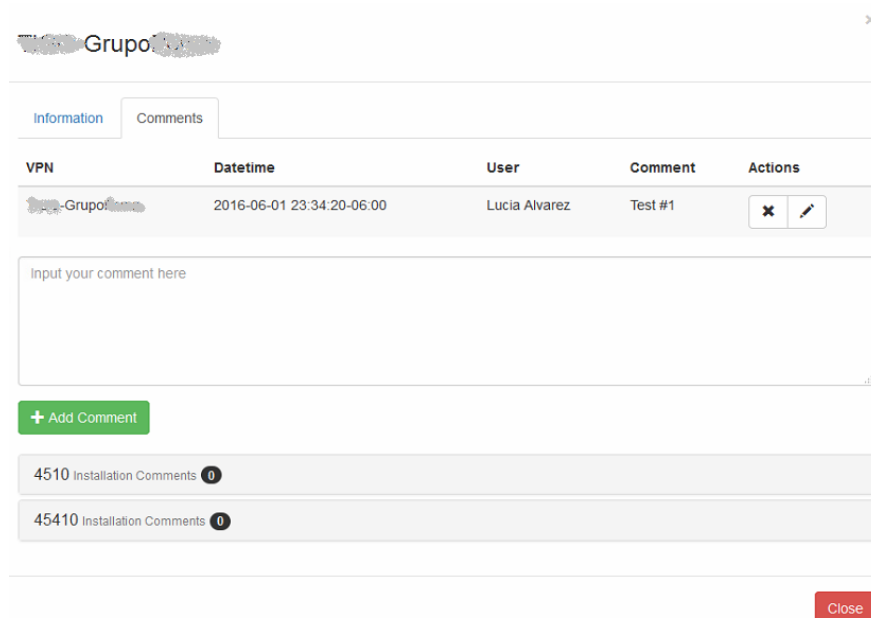 Grupo
Information Comments
VPN Datetime User Comment Actions
-Grupo 2016-06-01 23:34:20-06:00 Lucia Alvarez Test #1
Input your comment here
+ Add Comment
4510 Installation Comments 0
45410 Installation Comments 0
Close